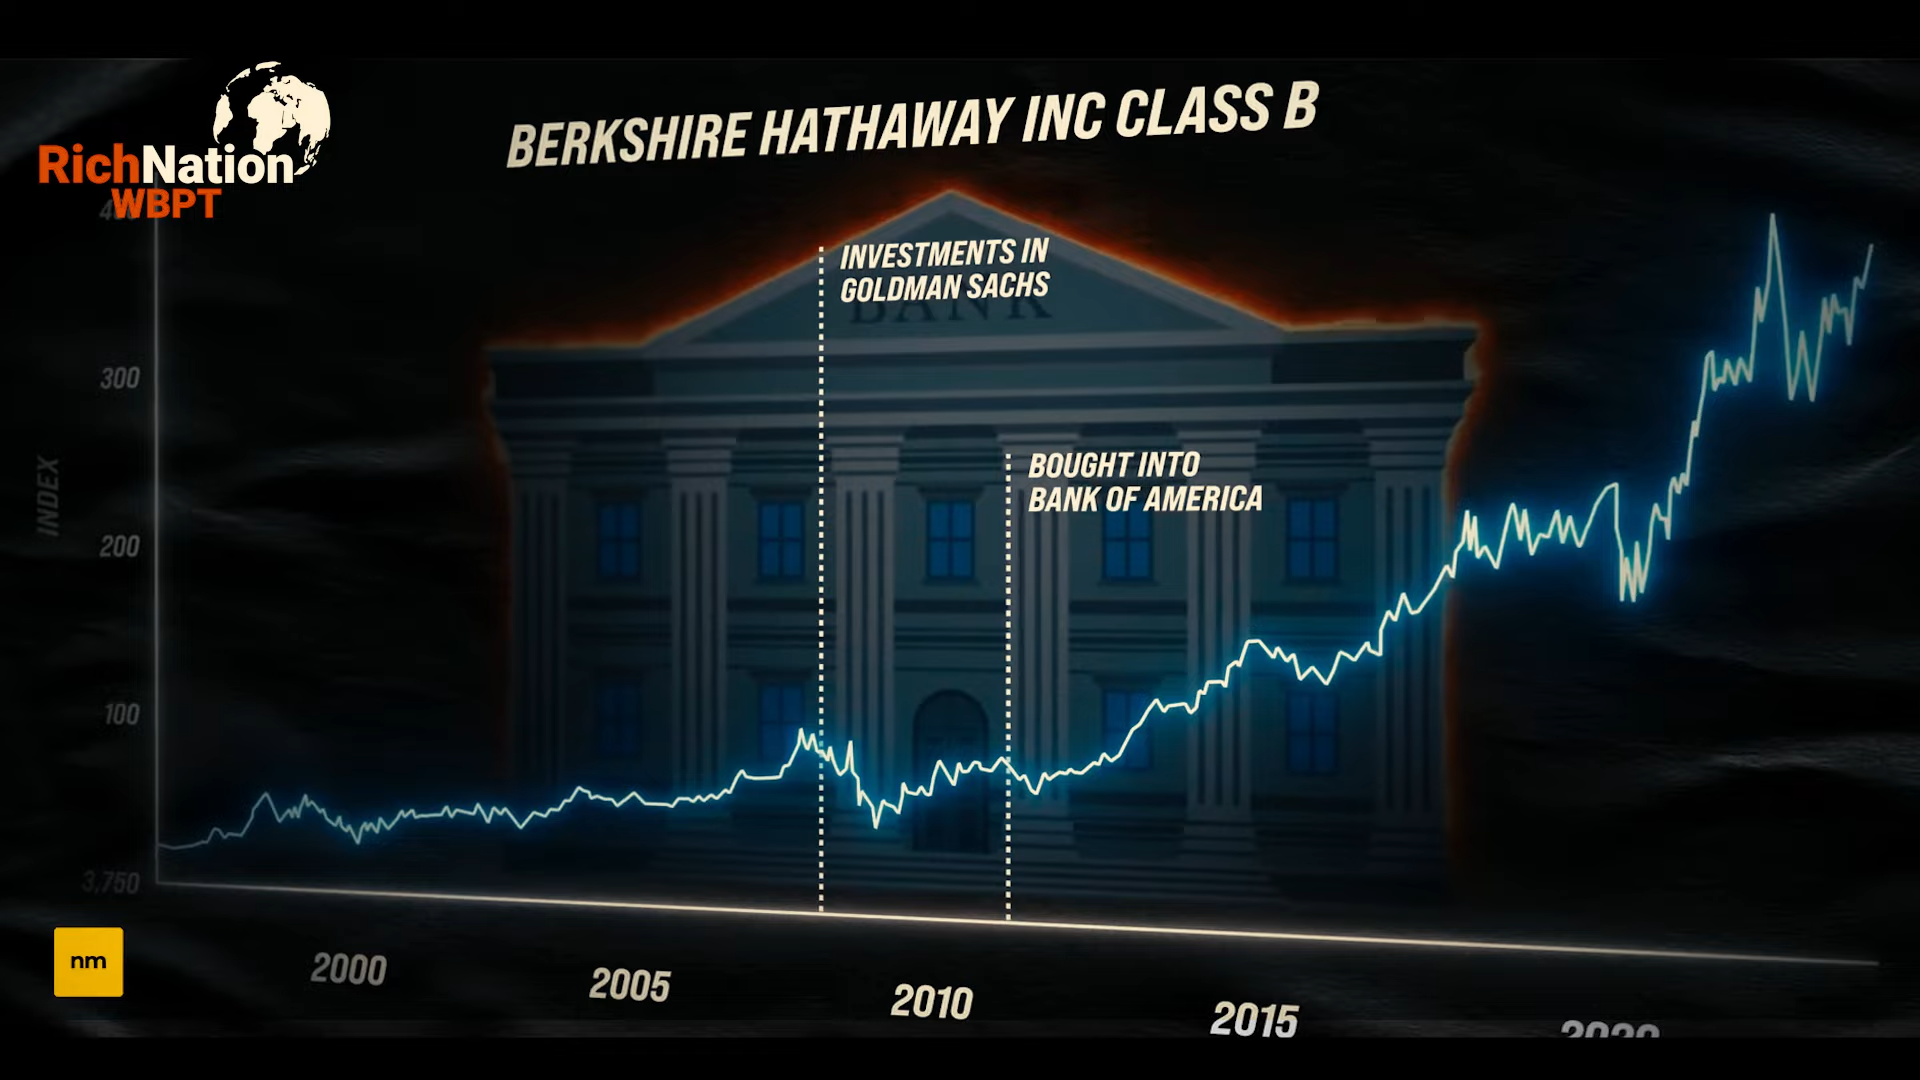 BERKSHIRE HATHAWAY INC CLASS B
RichNation
WBPT
INVESTMENTS IN
GOLDMAN SACHS
BANK
300
BOUGHT INTO
BANK OF AMERICA
INDEX
200
100
3,750
nm
2000
2005
2010
2015
2020